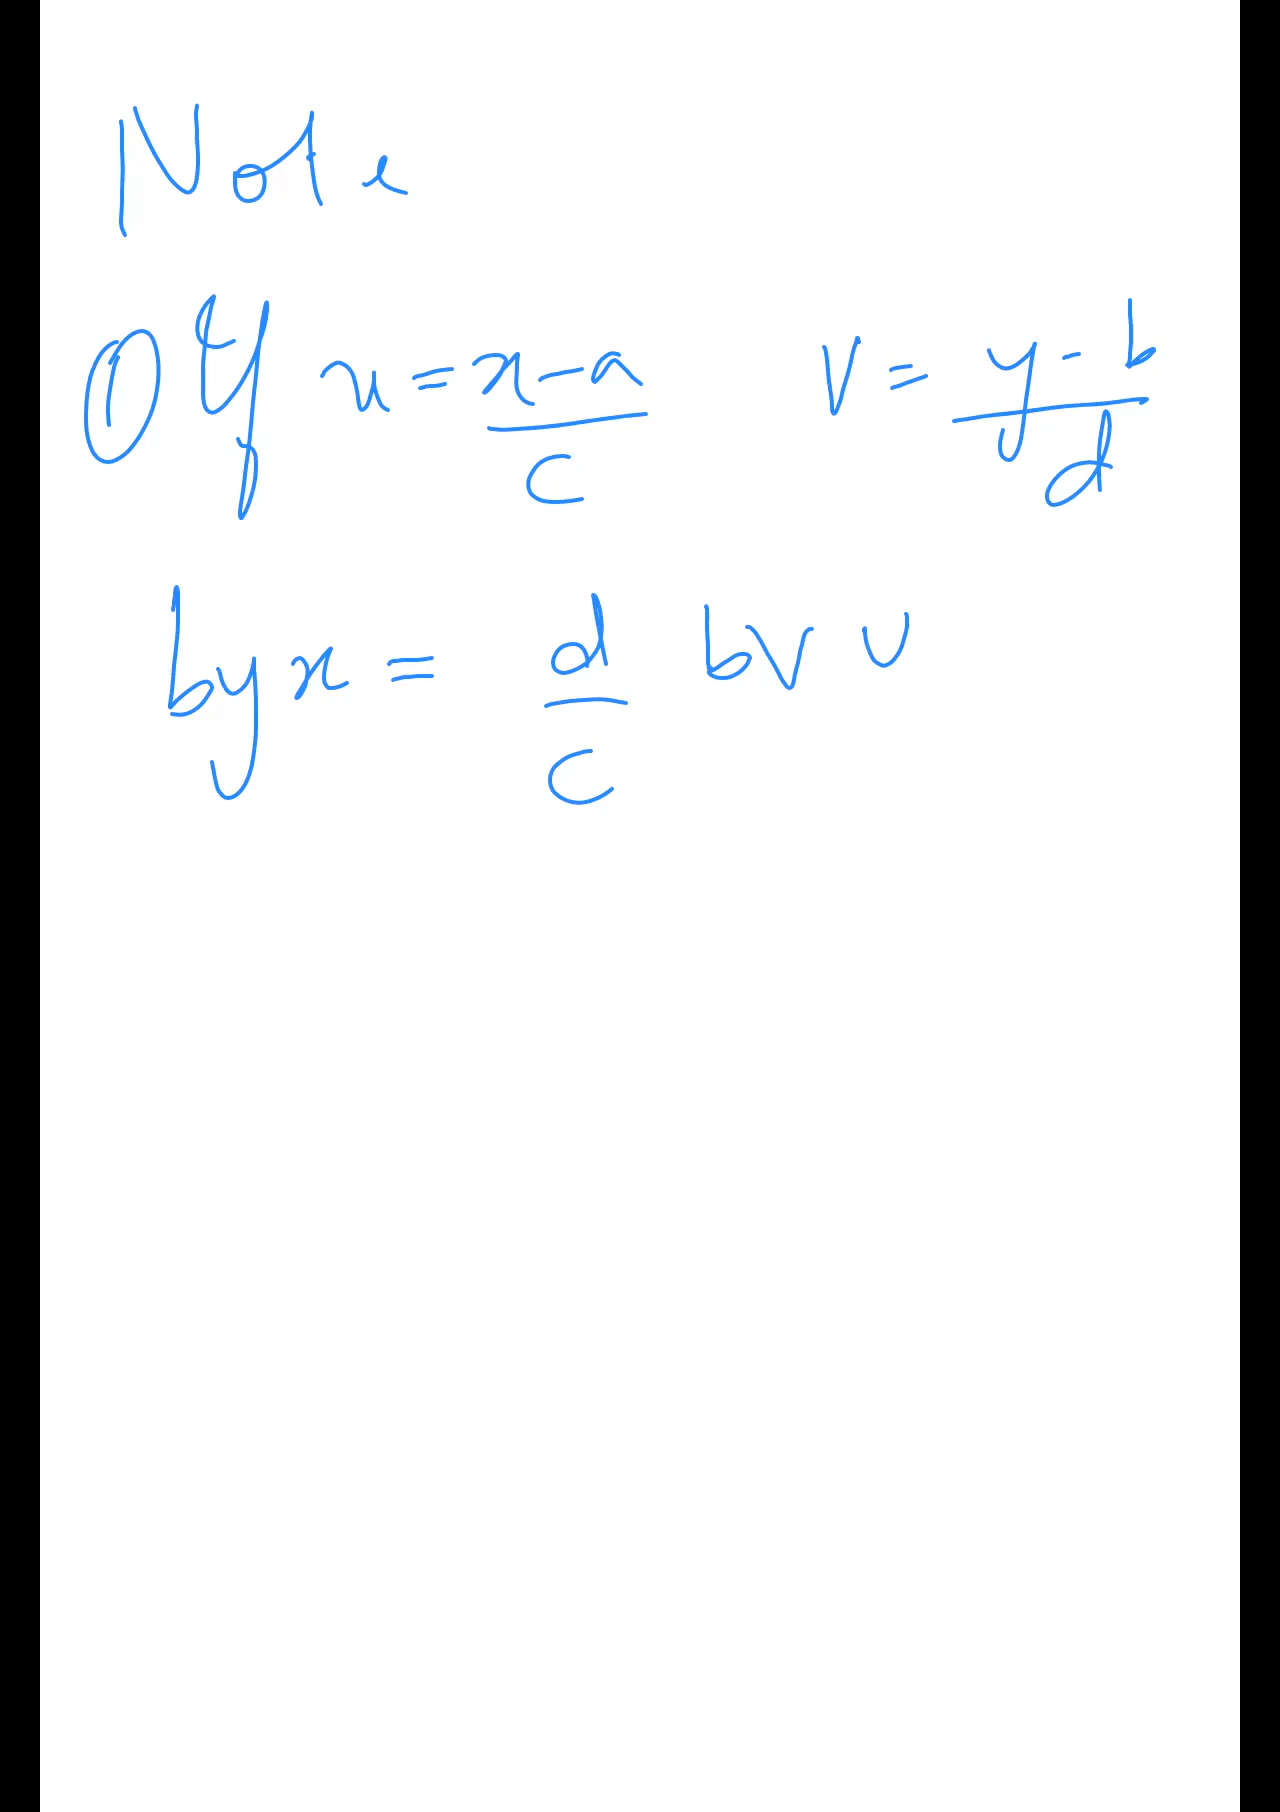 Note
① If u = x - a / c   v = y - b / d
byx = d / c bvu